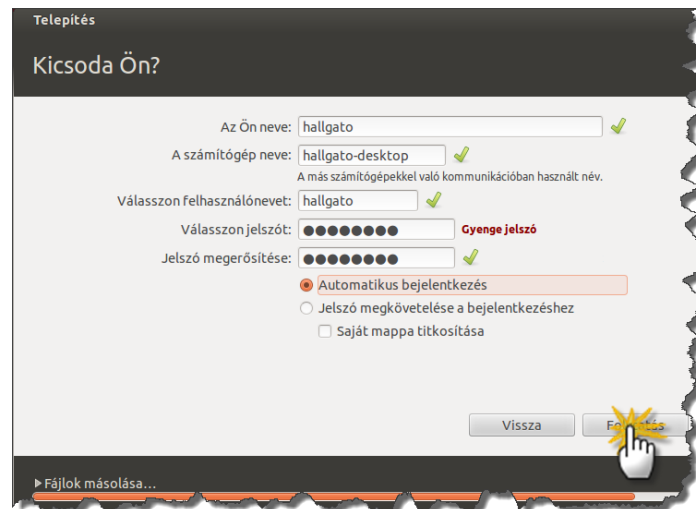 Telepítés
Kicsoda Ön?
Az Ön neve: hallgato
A számítógép neve: hallgato-desktop
A más számítógépekkel való kommunikációban használt név.
Válasszon felhasználónevet: hallgato
Válasszon jelszót: ●●●●●●●● Gyenge jelszó
Jelszó megerősítése: ●●●●●●●●
Automatikus bejelentkezés
Jelszó megkövetelése a bejelentkezéshez
Saját mappa titkosítása
Vissza
Fájlok másolása...